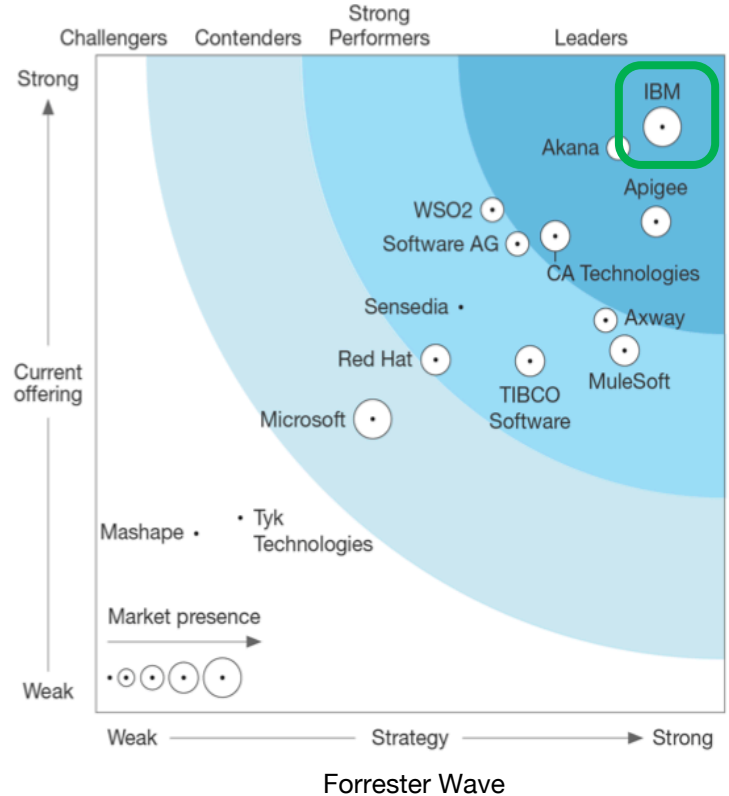 Challengers
Contenders
Strong
Performers
Leaders
Strong
IBM
Akana
Apigee
WSO2
Software AG
CA Technologies
Sensedia
Axway
Red Hat
MuleSoft
Current
offering
TIBCO
Software
Microsoft
Mashape
Tyk
Technologies
Market presence
Weak
Weak
Strategy
Strong
Forrester Wave